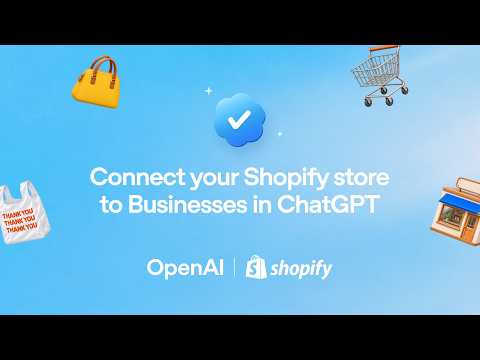 Connect your Shopify store
to Businesses in ChatGPT
THANK YOU
THANK YOU
THANK YOU
OpenAI | shopify